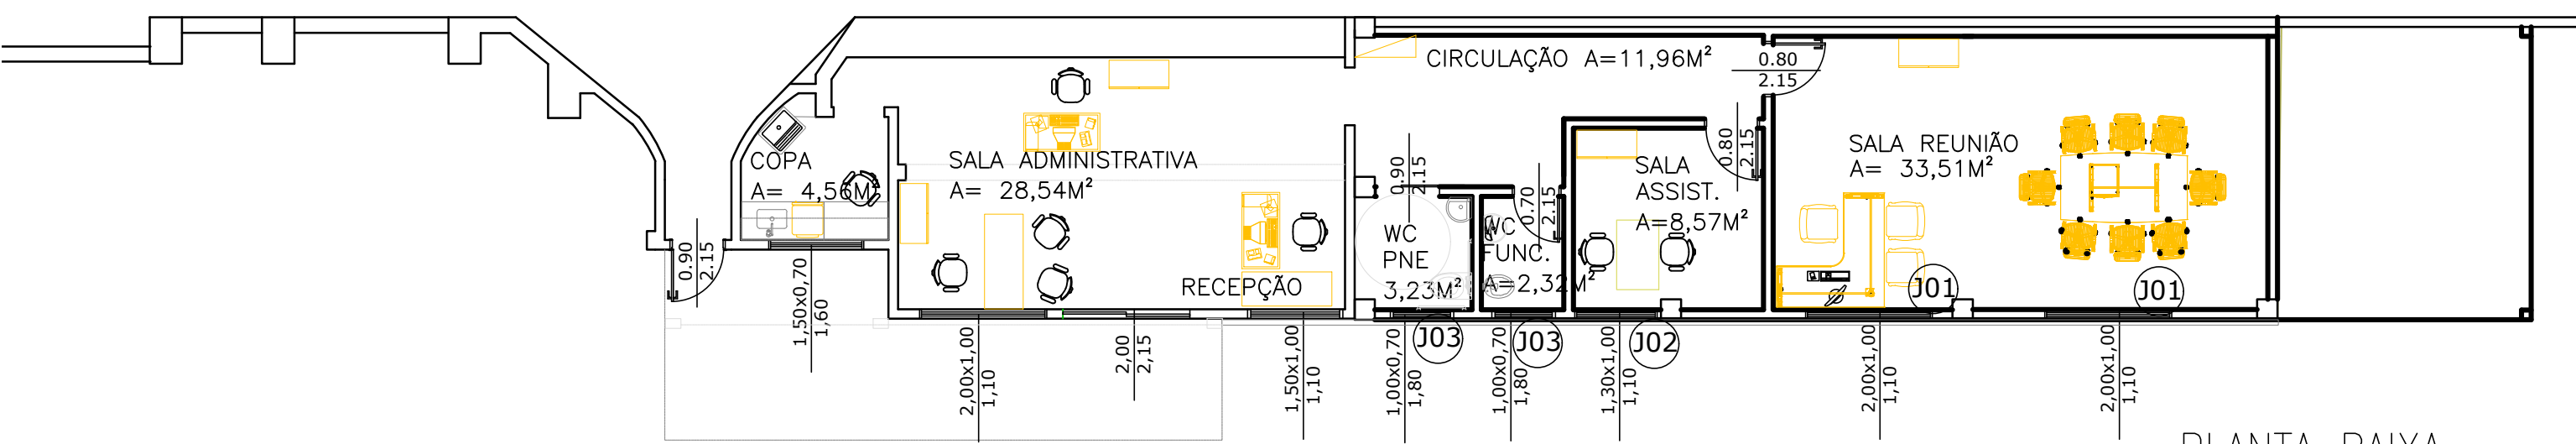 CIRCULAÇÃO A=11,96M²
0.80
2.15
COPA
A= 4,56M²
SALA ADMINISTRATIVA
A= 28,54M²
0.90
2.15
0.70
2.15
SALA
ASSIST.
A=8,57M²
0.80
2.15
SALA REUNIÃO
A= 33,51M²
0.90
2.15
RECEPÇÃO
WC
PNE
3,23M²
WC
FUNC.
A=2,32M²
J01
J01
J03
J03
J02
1,50x0,70
1,60
2,00x1,00
1,10
2,00
2,15
1,50x1,00
1,10
1,00x0,70
1,80
1,00x0,70
1,80
1,30x1,00
1,10
2,00x1,00
1,10
2,00x1,00
1,10
PLANTA BAIXA